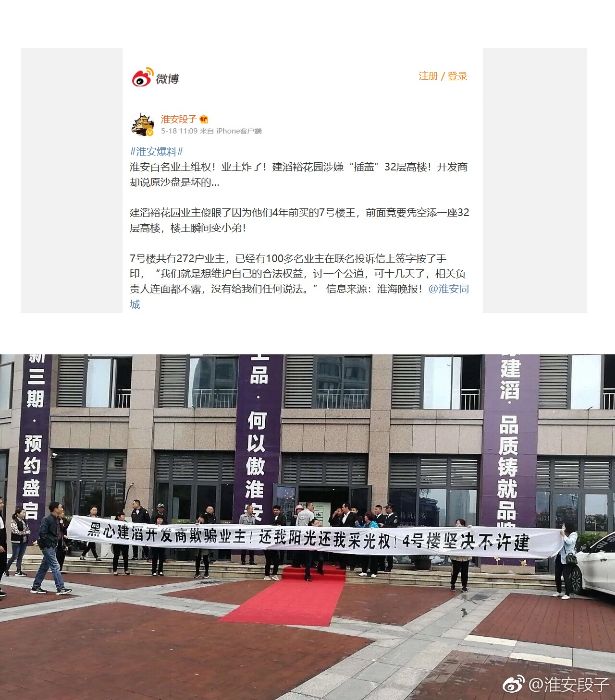 微博
注册 / 登录
淮安段子
5-18 11:09 来自 iPhone客户端
#淮安爆料#
淮安百名业主维权！业主炸了！建滔裕花园涉嫌“插盖”32层高楼！开发商
却说原沙盘是坏的...
建滔裕花园业主傻眼了因为他们4年前买的7号楼王，前面竟要凭空添一座32
层高楼，楼王瞬间变小弟！
7号楼共有272户业主，已经有100多名业主在联名投诉信上签字按了手
印，“我们就是想维护自己的合法权益，讨一个公道，可十几天了，相关负
责人连面都不露，没有给我们任何说法。” 信息来源：淮海晚报！@淮安同
城
新三期·预约盛启
品·何以傲淮安
建滔·品质铸就品牌
黑心建滔开发商欺骗业主！还我阳光还我采光权！4号楼坚决不许建
@淮安段子